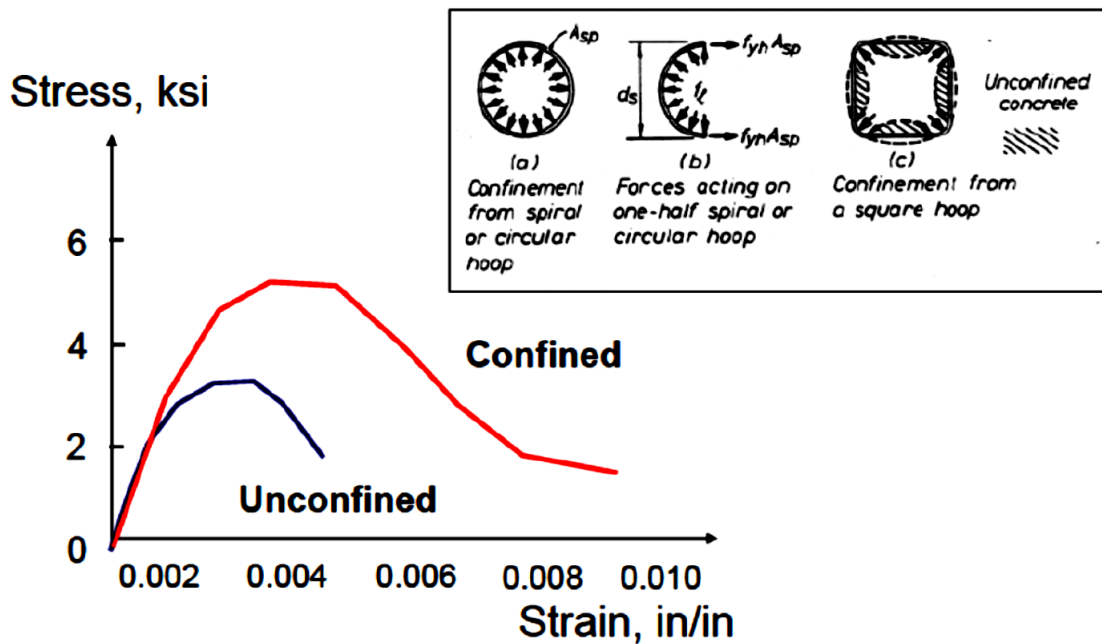 Stress, ksi
6
4
2
0
0.002 0.004 0.006 0.008 0.010
Strain, in/in
Confined
Unconfined
Asp
(a)
Confinement
from spiral
or circular
hoop
ds
fℓ
fyh Asp
fyh Asp
(b)
Forces acting on
one-half spiral or
circular hoop
(c)
Confinement from
a square hoop
Unconfined
concrete